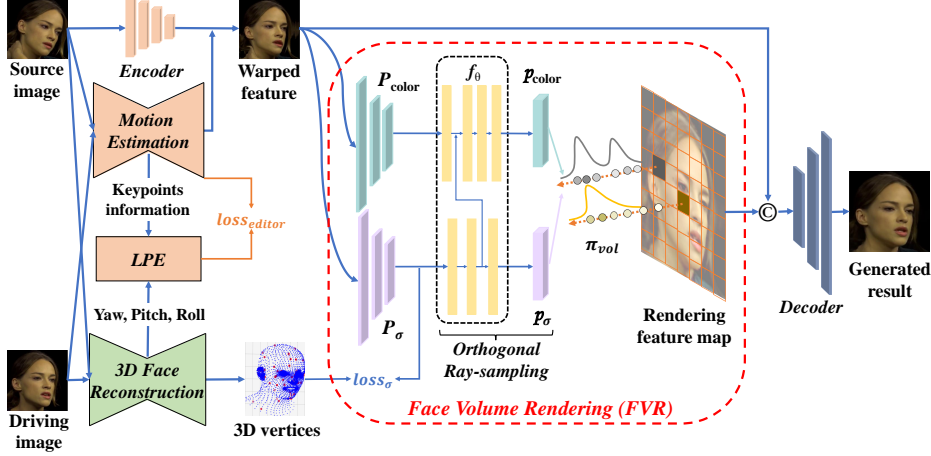 Source
image
Encoder
Warped
feature
Motion
Estimation
Keypoints
information
loss_editor
LPE
Yaw, Pitch, Roll
3D Face
Reconstruction
Driving
image
3D vertices
loss_σ
P_color
f_θ
p_color
P_σ
p_σ
Orthogonal
Ray-sampling
π_vol
Rendering
feature map
Face Volume Rendering (FVR)
©
Decoder
Generated
result